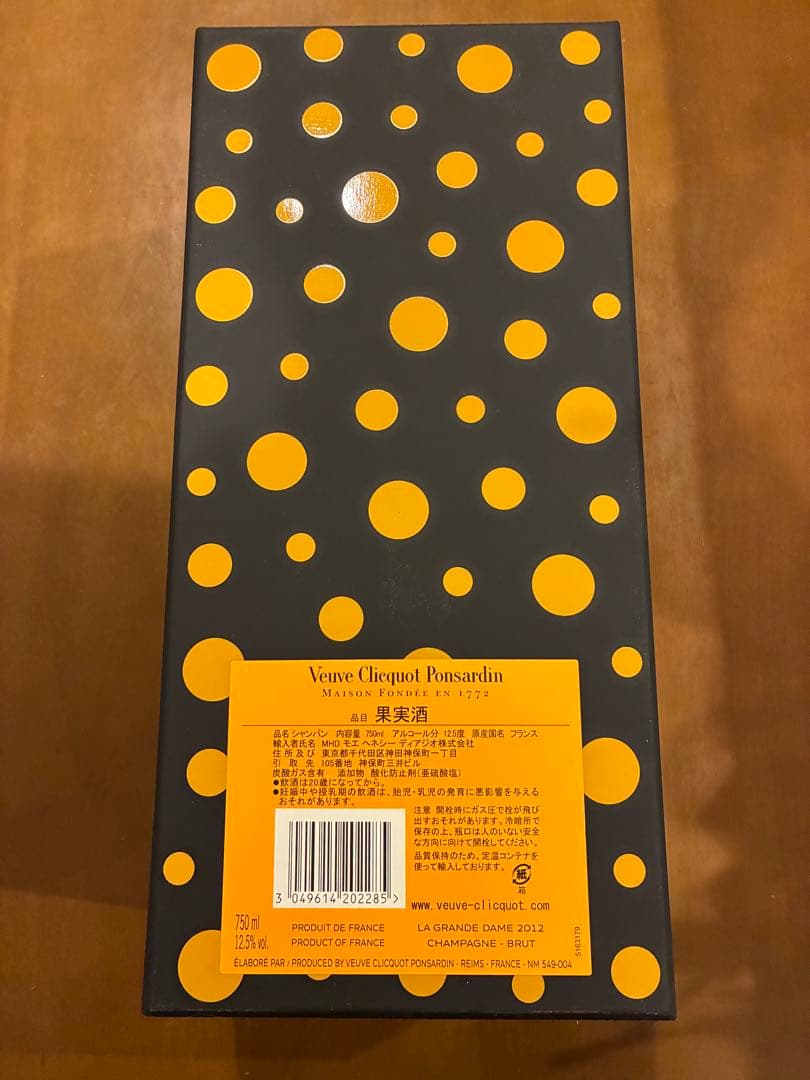 Veuve Clicquot Ponsardin
MAISON FONDÉE EN 1772
品目 果実酒
品名 シャンパン 内容量 750ml アルコール分 12.5度 原産国名 フランス
輸入者氏名 MHD モエ ヘネシー ディアジオ株式会社
住所及び 東京都千代田区神田神保町一丁目
引取先 105番地 神保町三井ビル
炭酸ガス含有 添加物 酸化防止剤(亜硫酸塩)
●飲酒は20歳になってから。
●妊娠中や授乳期の飲酒は、胎児・乳児の発育に悪影響を与える
おそれがあります。
注意 開栓時にガス圧で栓が飛び
出すおそれがあります。冷暗所で
保存の上、瓶口は人のいない安全
な方向に向けて開栓してください。
品質保持のため、定温コンテナを
使って輸入しております。
紙
箱
3 049614 202285 >
www.veuve-clicquot.com
750 ml
12.5% vol.
PRODUIT DE FRANCE
PRODUCT OF FRANCE
LA GRANDE DAME 2012
CHAMPAGNE - BRUT
5163179
ÉLABORÉ PAR / PRODUCED BY VEUVE CLICQUOT PONSARDIN - REIMS - FRANCE - NM 549-004